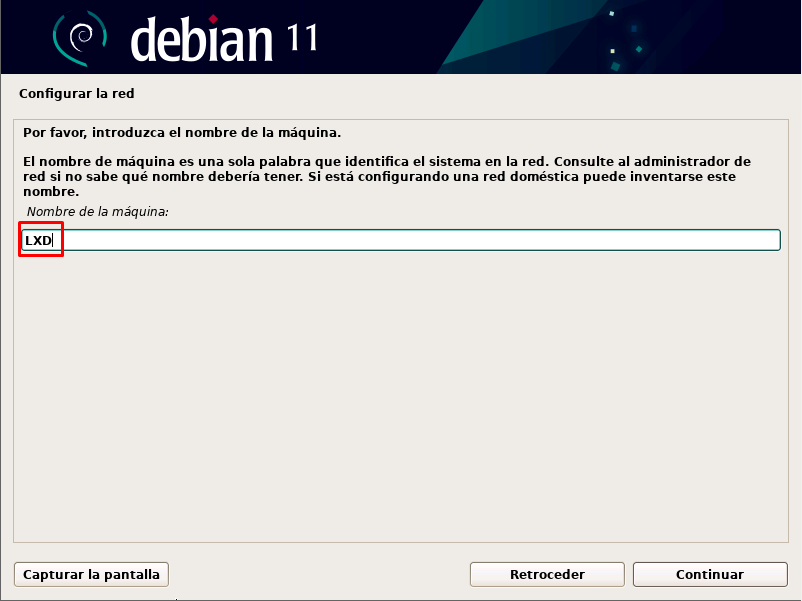 debian 11
Configurar la red
Por favor, introduzca el nombre de la máquina.
El nombre de máquina es una sola palabra que identifica el sistema en la red. Consulte al administrador de
red si no sabe qué nombre debería tener. Si está configurando una red doméstica puede inventarse este
nombre.
Nombre de la máquina:
LXD
Capturar la pantalla
Retroceder
Continuar